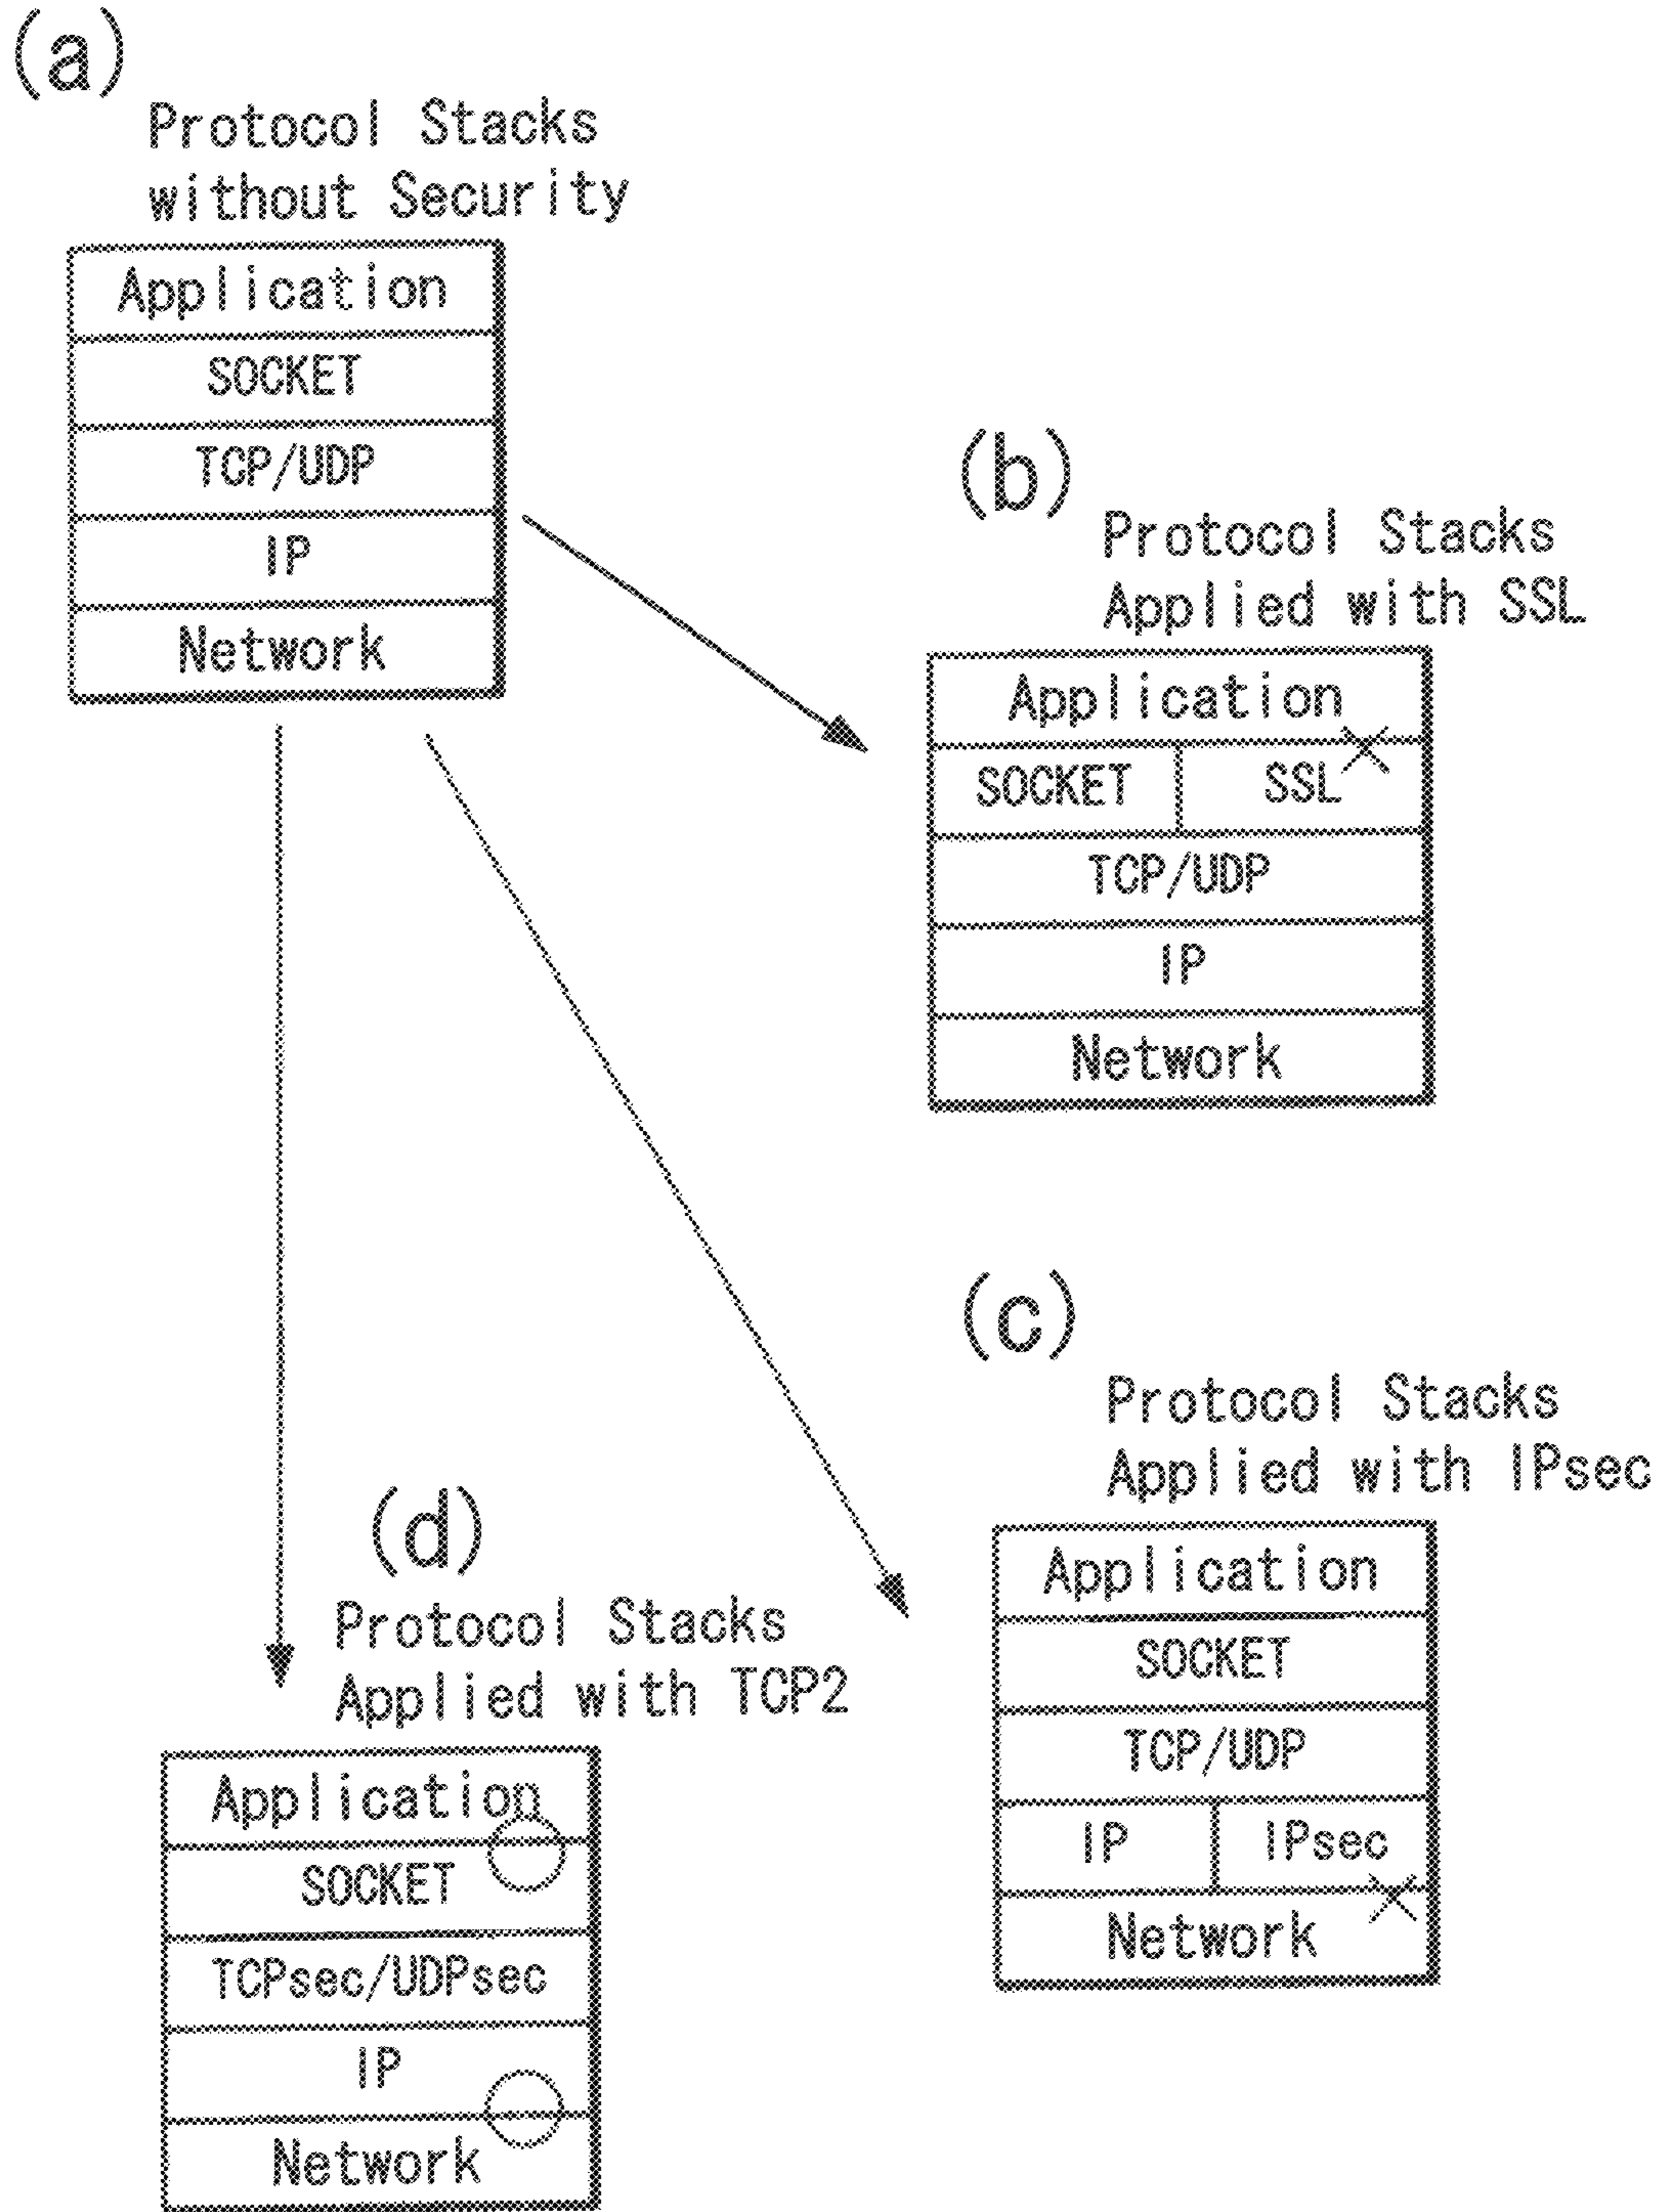 (a)
Protocol Stacks
without Security
Application
SOCKET
TCP/UDP
IP
Network
(b)
Protocol Stacks
Applied with SSL
Application
SOCKET SSL
TCP/UDP
IP
Network
(c)
Protocol Stacks
Applied with IPsec
Application
SOCKET
TCP/UDP
IP IPsec
Network
(d)
Protocol Stacks
Applied with TCP2
Application
SOCKET
TCPsec/UDPsec
IP
Network